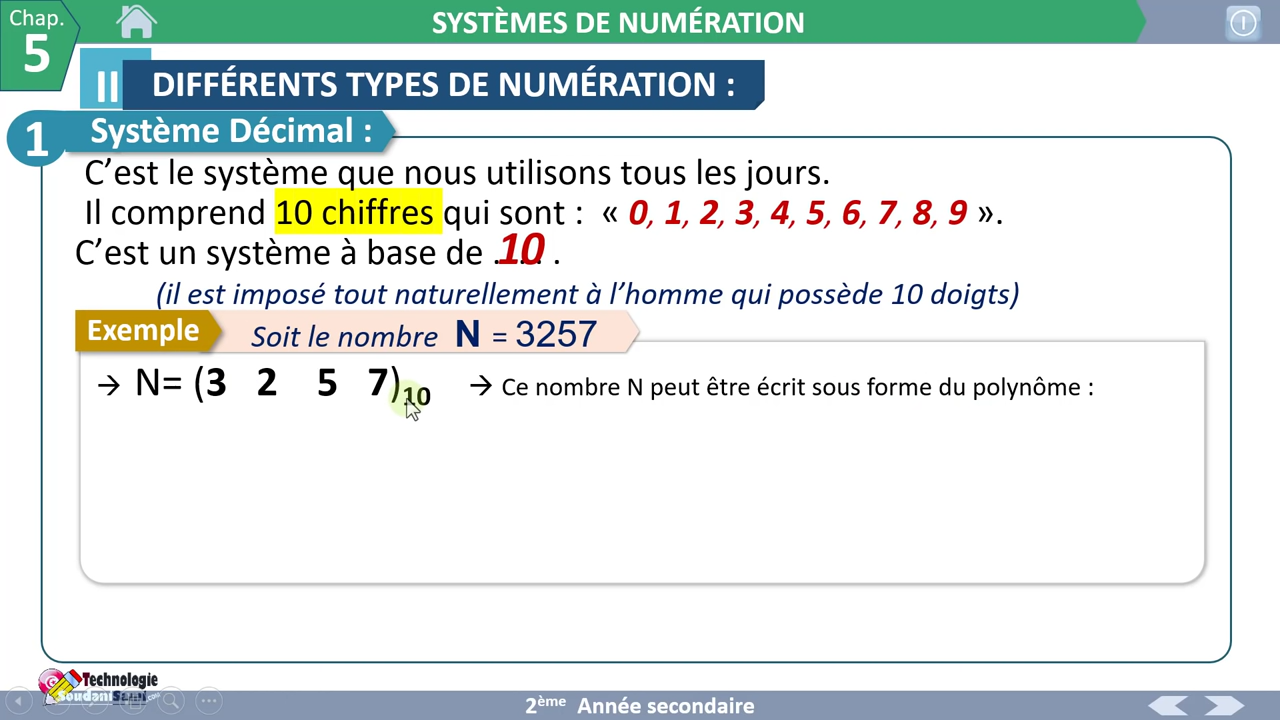 Chap.
5
SYSTÈMES DE NUMÉRATION
II
DIFFÉRENTS TYPES DE NUMÉRATION :
1
Système Décimal :
C’est le système que nous utilisons tous les jours.
Il comprend 10 chiffres qui sont : « 0, 1, 2, 3, 4, 5, 6, 7, 8, 9 ».
C’est un système à base de 10 .
(il est imposé tout naturellement à l’homme qui possède 10 doigts)
Exemple
Soit le nombre N = 3257
→ N= (3 2 5 7)10 → Ce nombre N peut être écrit sous forme du polynôme :
Technologie
SoudaniSami
2ème Année secondaire